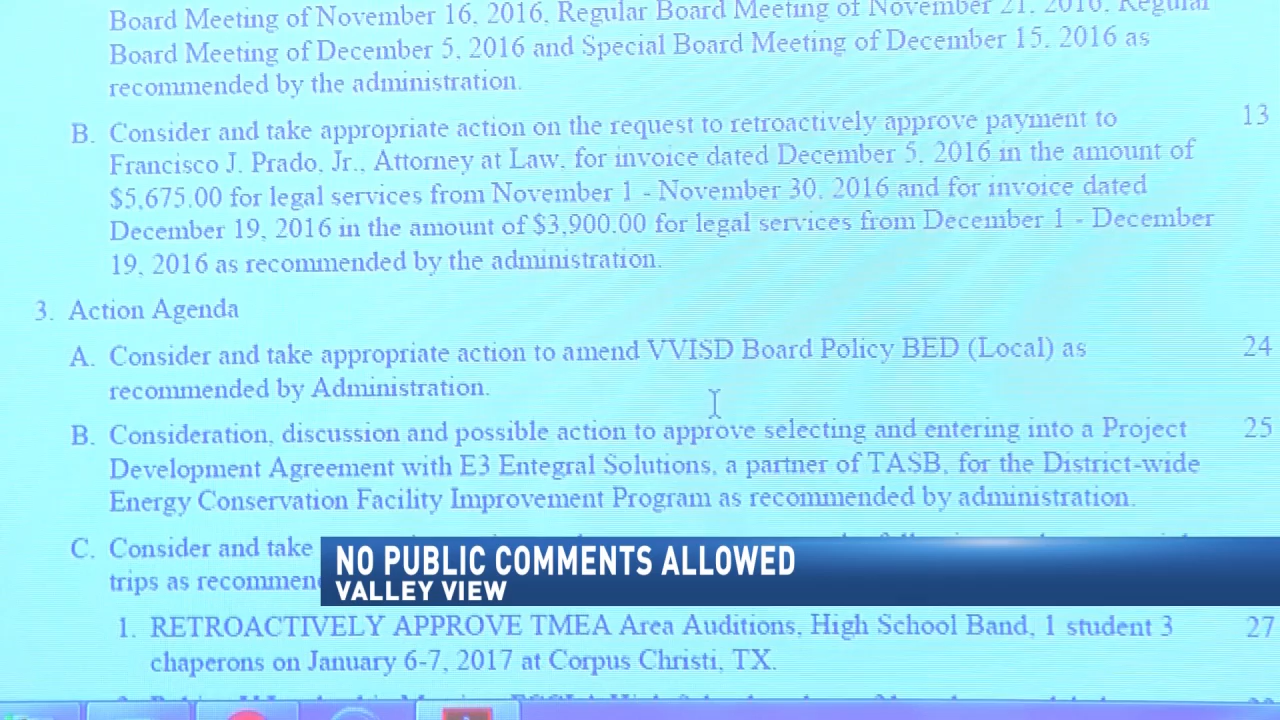 Board Meeting of November 16, 2016, Regular Board Meeting of November 21, 2016, Regular
Board Meeting of December 5, 2016 and Special Board Meeting of December 15, 2016 as
recommended by the administration.
B. Consider and take appropriate action on the request to retroactively approve payment to 13
Francisco J. Prado, Jr., Attorney at Law, for invoice dated December 5, 2016 in the amount of
$5,675.00 for legal services from November 1 - November 30, 2016 and for invoice dated
December 19, 2016 in the amount of $3,900.00 for legal services from December 1 - December
19, 2016 as recommended by the administration.
3. Action Agenda
A. Consider and take appropriate action to amend VVISD Board Policy BED (Local) as 24
recommended by Administration.
B. Consideration, discussion and possible action to approve selecting and entering into a Project 25
Development Agreement with E3 Entegral Solutions, a partner of TASB, for the District-wide
Energy Conservation Facility Improvement Program as recommended by administration.
C. Consider and take
trips as recommen
NO PUBLIC COMMENTS ALLOWED
VALLEY VIEW
1. RETROACTIVELY APPROVE TMEA Area Auditions, High School Band, 1 student 3 27
chaperons on January 6-7, 2017 at Corpus Christi, TX.